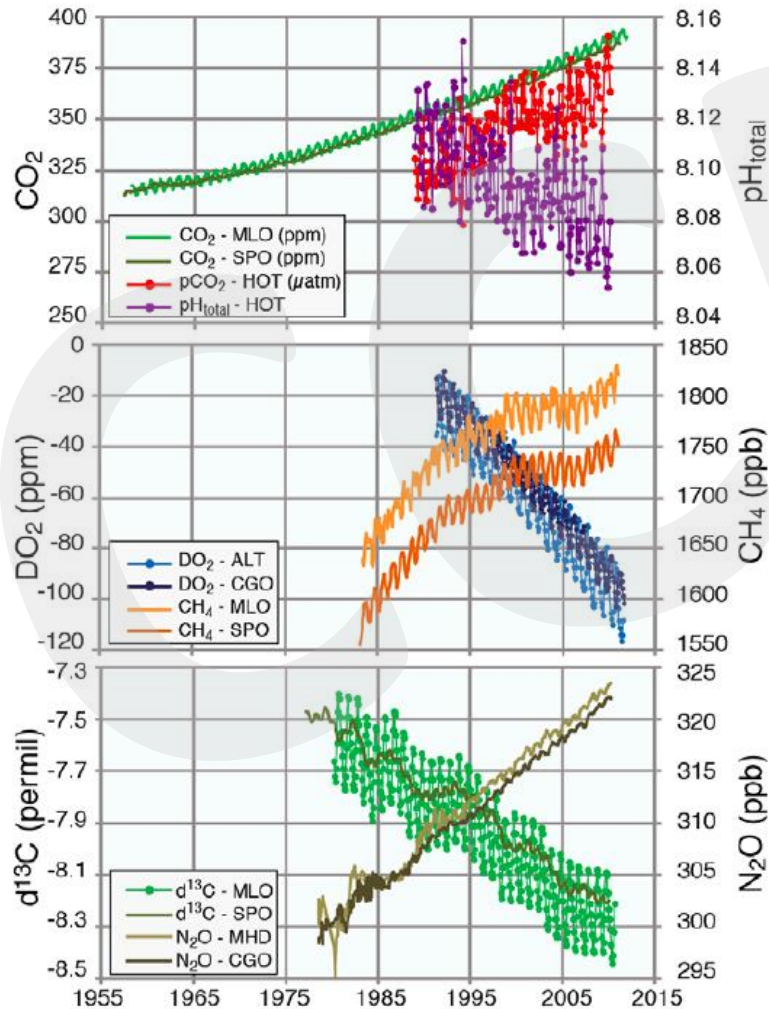 400
375
350
325
300
275
250
CO₂
8.16
8.14
8.12
8.10
8.08
8.06
8.04
pHtotal
CO₂ - MLO (ppm)
CO₂ - SPO (ppm)
pCO₂ - HOT (µatm)
pHtotal - HOT
0
-20
-40
-60
-80
-100
-120
DO₂ (ppm)
1850
1800
1750
1700
1650
1600
1550
CH₄ (ppb)
DO₂ - ALT
DO₂ - CGO
CH₄ - MLO
CH₄ - SPO
-7.3
-7.5
-7.7
-7.9
-8.1
-8.3
-8.5
d¹³C (permil)
325
320
315
310
305
300
295
N₂O (ppb)
d¹³C - MLO
d¹³C - SPO
N₂O - MHD
N₂O - CGO
1955
1965
1975
1985
1995
2005
2015